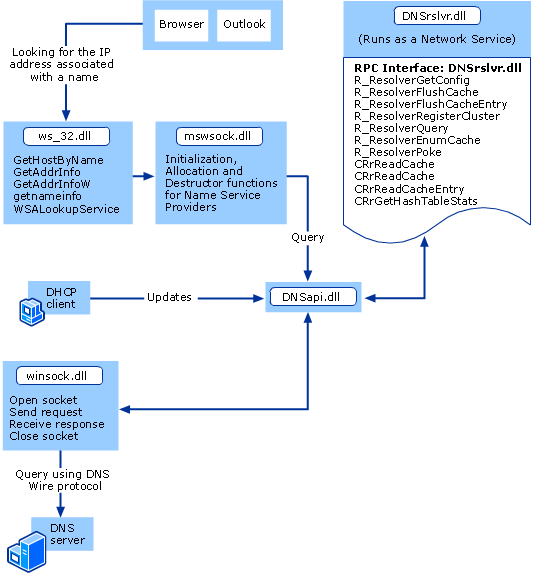 Browser
Outlook
Looking for the IP
address associated
with a name
ws_32.dll
GetHostByName
GetAddrInfo
GetAddrInfoW
getnameinfo
WSALookupService
mswsock.dll
Initialization,
Allocation and
Destructor functions
for Name Service
Providers
Query
DNSrslvr.dll
(Runs as a Network Service)
RPC Interface: DNSrslvr.dll
R_ResolverGetConfig
R_ResolverFlushCache
R_ResolverFlushCacheEntry
R_ResolverRegisterCluster
R_ResolverQuery
R_ResolverEnumCache
R_ResolverPoke
CRrReadCache
CRrReadCache
CRrReadCacheEntry
CRrGetHashTableStats
DHCP
client
Updates
DNSapi.dll
winsock.dll
Open socket
Send request
Receive response
Close socket
Query using DNS
Wire protocol
DNS
server